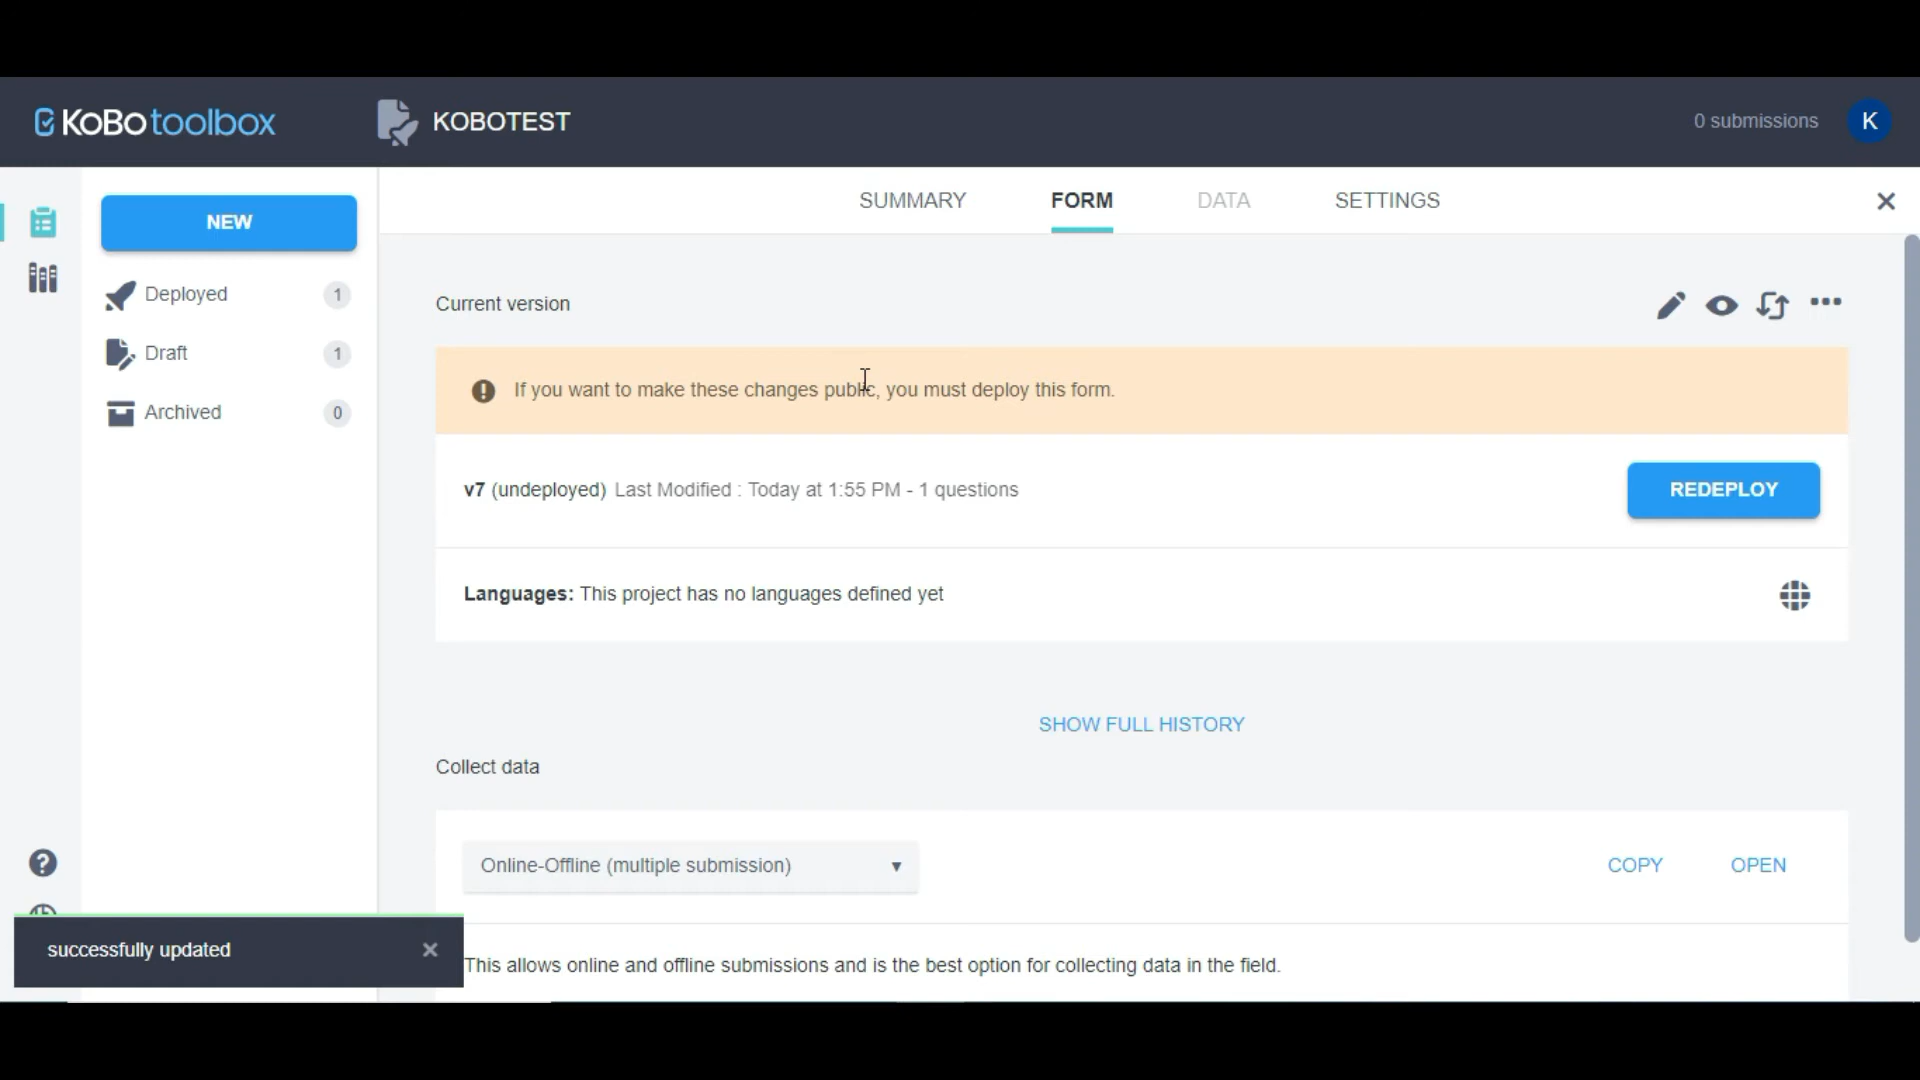 KoBo toolbox
KOBOTEST
0 submissions
K
NEW
SUMMARY
FORM
DATA
SETTINGS
Deployed
1
Draft
1
Archived
0
Current version
If you want to make these changes public, you must deploy this form.
v7 (undeployed) Last Modified : Today at 1:55 PM - 1 questions
REDEPLOY
Languages: This project has no languages defined yet
SHOW FULL HISTORY
Collect data
Online-Offline (multiple submission)
COPY
OPEN
successfully updated
This allows online and offline submissions and is the best option for collecting data in the field.